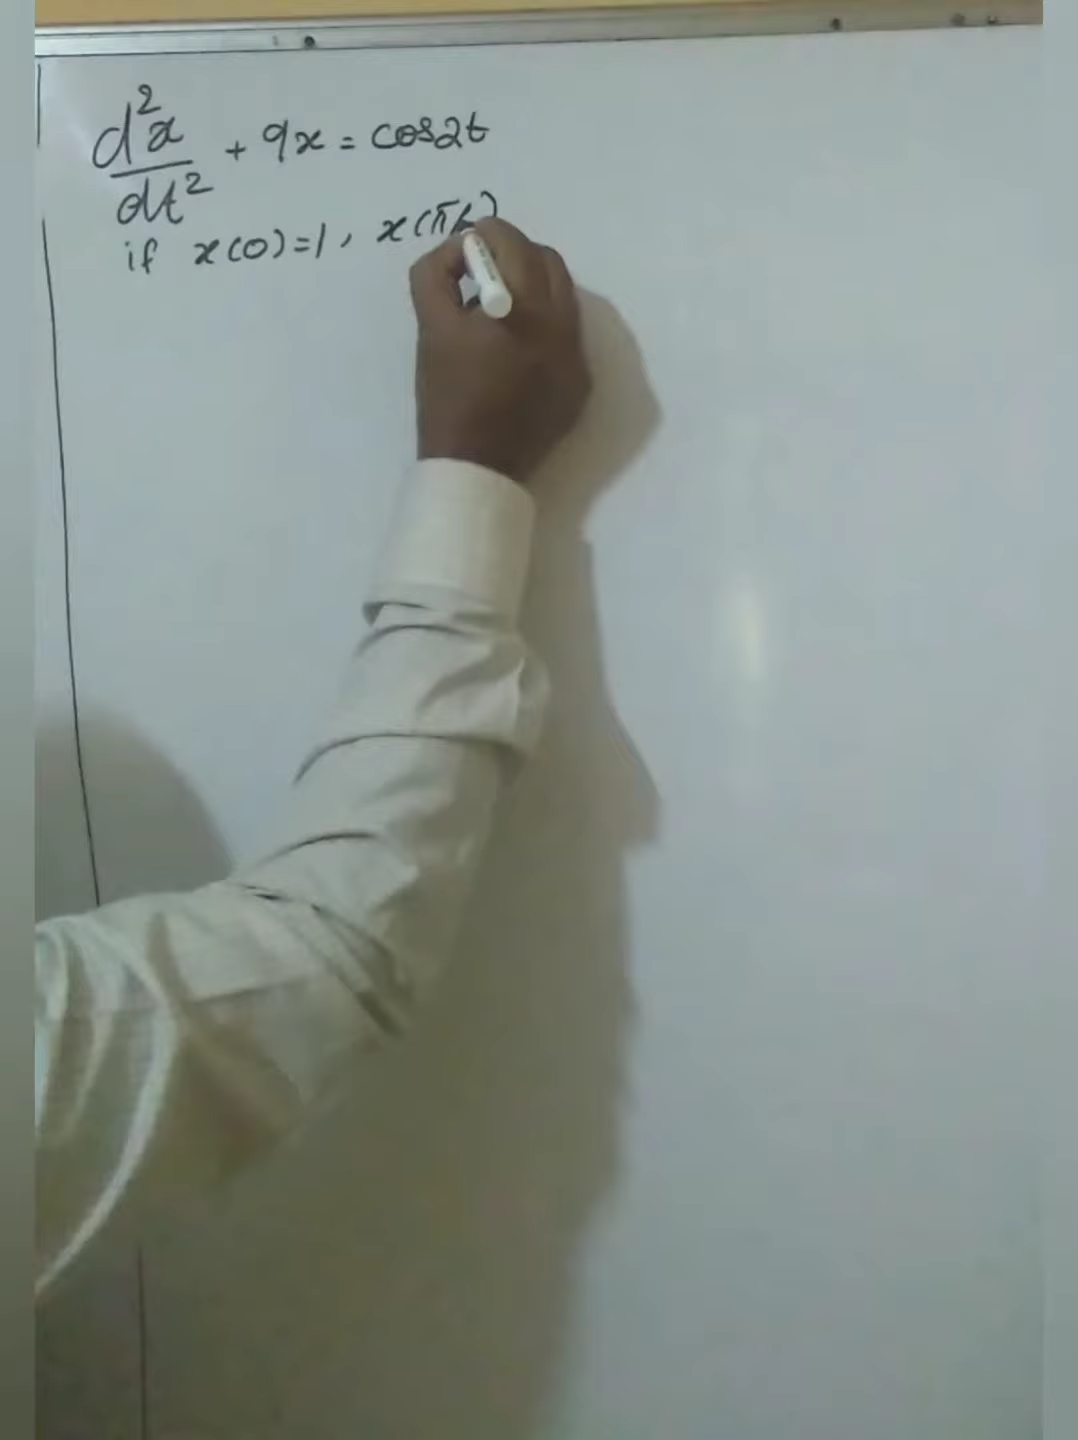 d²x/dt² + 9x = cos2t
if x(0)=1, x(π/